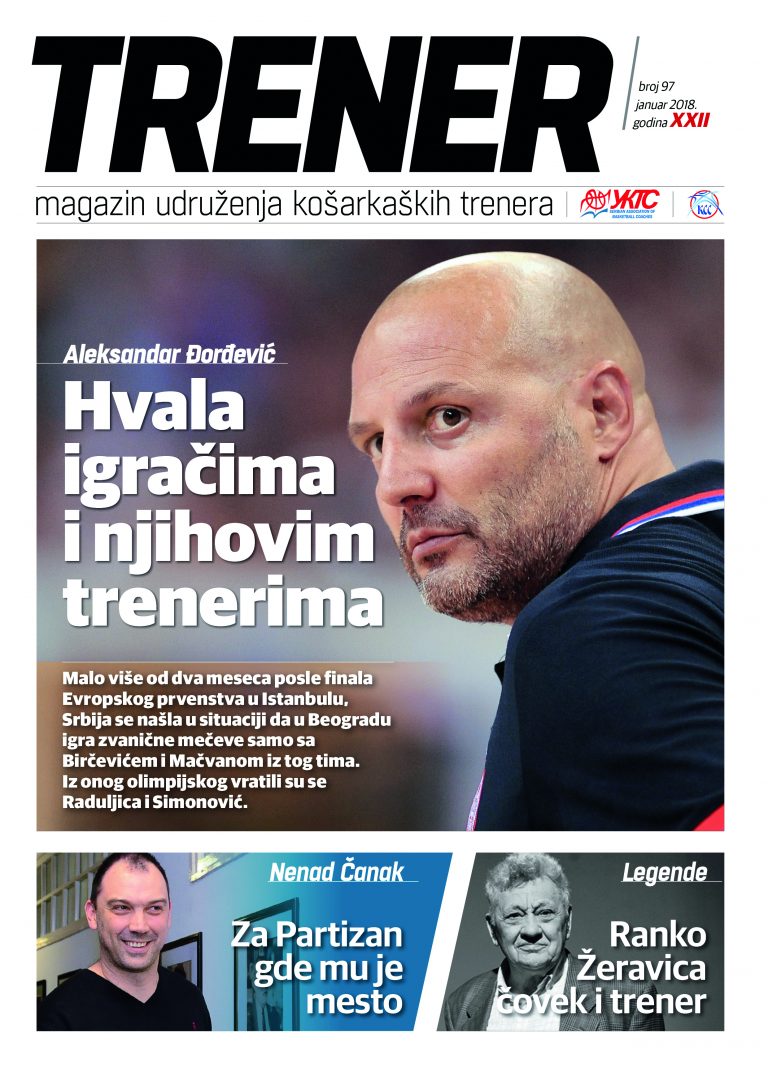 TRENER
broj 97
januar 2018.
godina XXII
magazin udruženja košarkaških trenera
УКТС
SERBIAN ASSOCIATION OF
BASKETBALL COACHES
KCC
Aleksandar Đorđević
Hvala
igračima
i njihovim
trenerima
Malo više od dva meseca posle finala
Evropskog prvenstva u Istanbulu,
Srbija se našla u situaciji da u Beogradu
igra zvanične mečeve samo sa
Birčevićem i Mačvanom iz tog tima.
Iz onog olimpijskog vratili su se
Raduljica i Simonović.
Nenad Čanak
Za Partizan
gde mu je
mesto
Legende
Ranko
Žeravica
čovek i trener